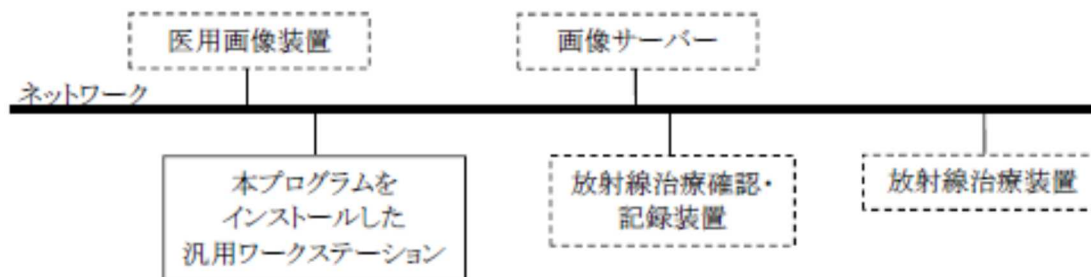 医用画像装置
画像サーバー
ネットワーク
本プログラムを
インストールした
汎用ワークステーション
放射線治療確認・
記録装置
放射線治療装置